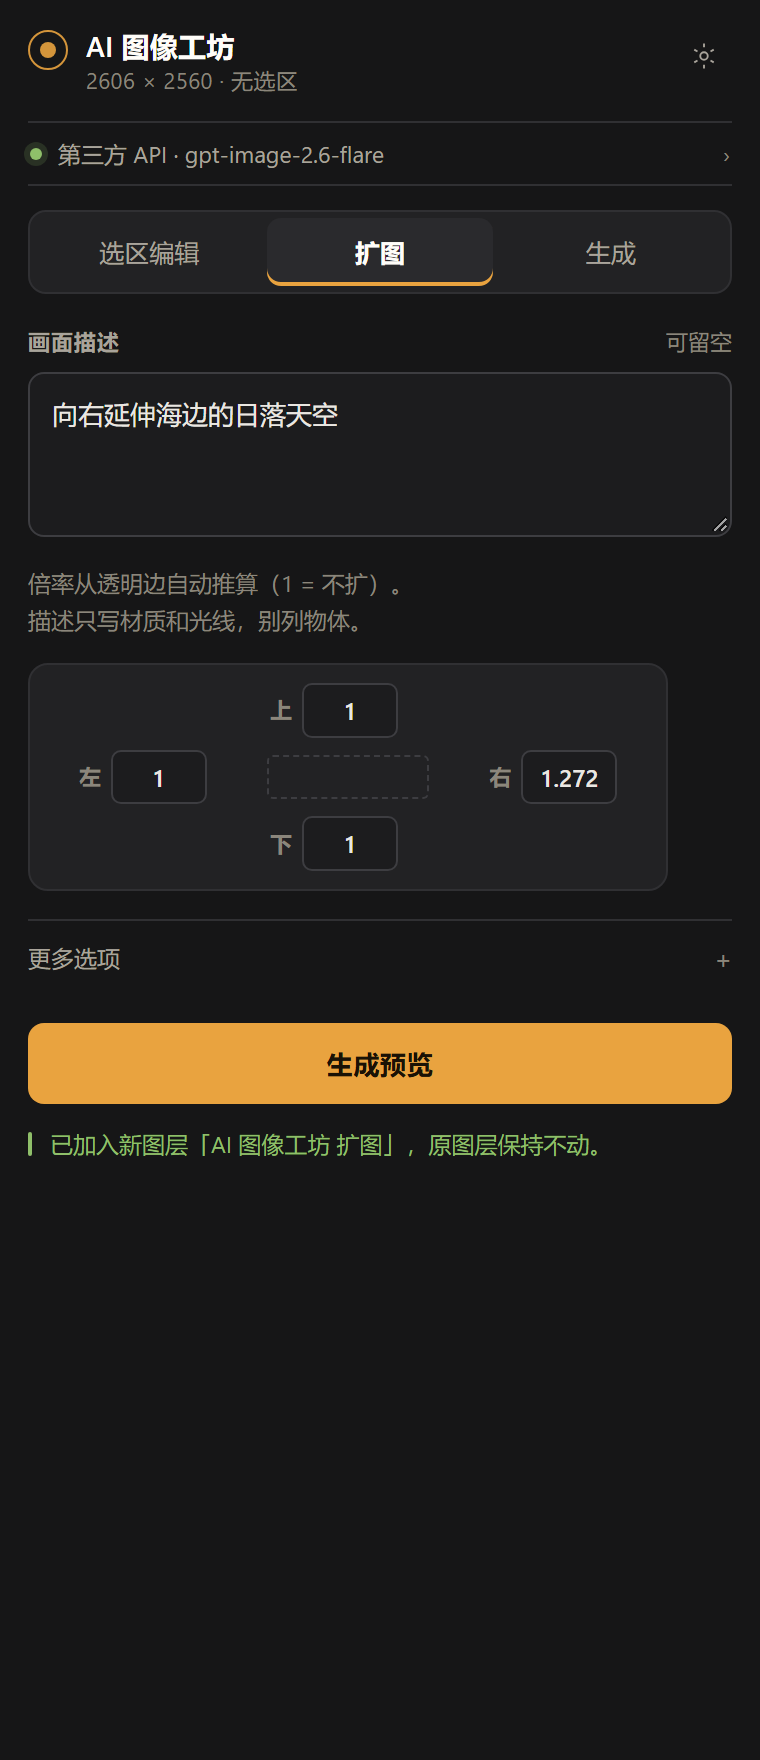 AI 图像工坊
2606 × 2560 · 无选区
第三方 API · gpt-image-2.6-flare ›
选区编辑 扩图 生成
画面描述 可留空
向右延伸海边的日落天空
倍率从透明边自动推算（1 = 不扩）。
描述只写材质和光线，别列物体。
上 1
左 1 右 1.272
下 1
更多选项 +
生成预览
已加入新图层「AI 图像工坊 扩图」，原图层保持不动。